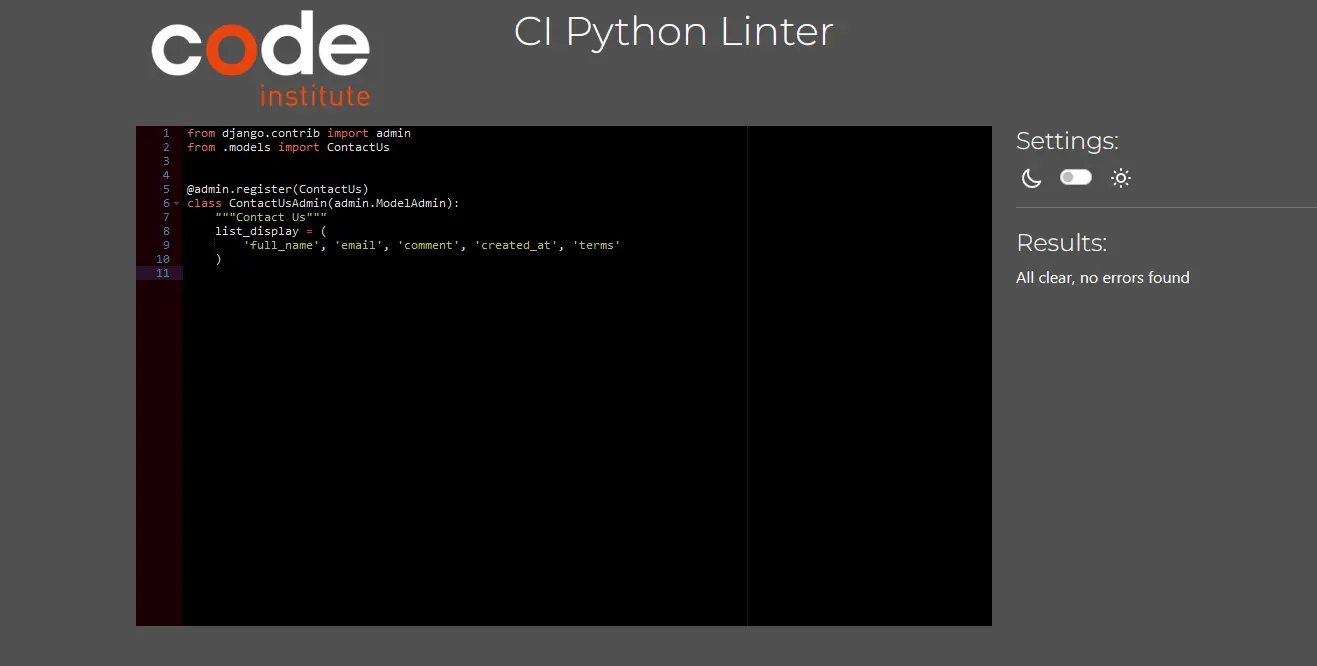 code
institute
CI Python Linter
1 from django.contrib import admin
2 from .models import ContactUs
3
4
5 @admin.register(ContactUs)
6 class ContactUsAdmin(admin.ModelAdmin):
7     """Contact Us"""
8     list_display = (
9         'full_name', 'email', 'comment', 'created_at', 'terms'
10     )
11
Settings:
Results:
All clear, no errors found